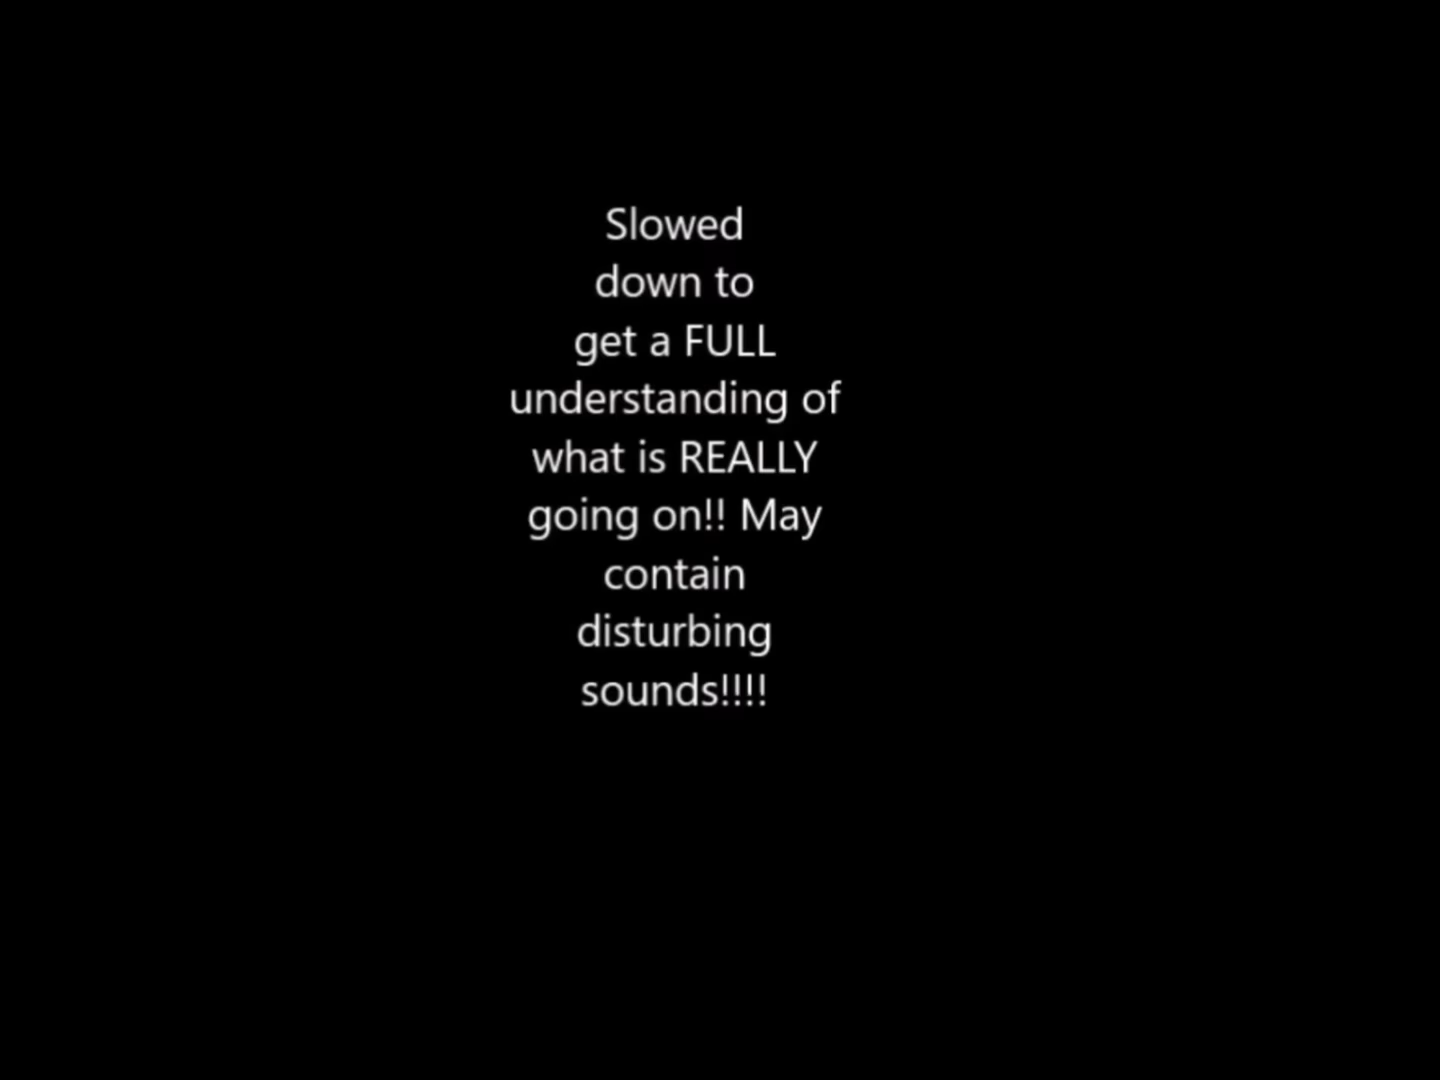 Slowed
down to
get a FULL
understanding of
what is REALLY
going on!! May
contain
disturbing
sounds!!!!